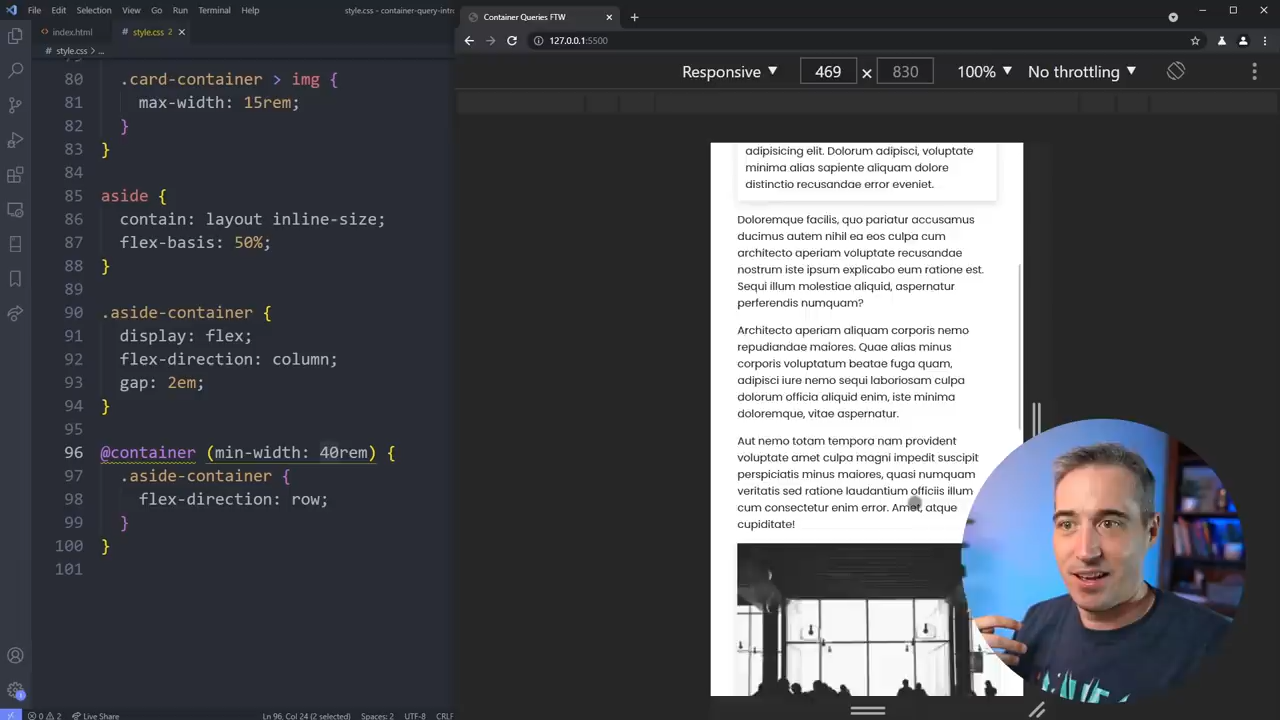 File Edit Selection View Go Run Terminal Help
style.css - container-query-intr
index.html
style.css 2
style.css > ...
80 .card-container > img {
81 max-width: 15rem;
82 }
83 }
84
85 aside {
86 contain: layout inline-size;
87 flex-basis: 50%;
88 }
89
90 .aside-container {
91 display: flex;
92 flex-direction: column;
93 gap: 2em;
94 }
95
96 @container (min-width: 40rem) {
97 .aside-container {
98 flex-direction: row;
99 }
100 }
101
0 2
Live Share
Ln 96, Col 24 (2 selected)
Spaces: 2
UTF-8
CRLF
Container Queries FTW
127.0.0.1:5500
Responsive 469 × 830 100% No throttling
adipisicing elit. Dolorum adipisci, voluptate
minima alias sapiente aliquam dolore
distinctio recusandae error eveniet.
Doloremque facilis, quo pariatur accusamus
ducimus autem nihil ea eos culpa cum
architecto aperiam voluptate recusandae
nostrum iste ipsum explicabo eum ratione est.
Sequi illum molestiae aliquid, aspernatur
perferendis numquam?
Architecto aperiam aliquam corporis nemo
repudiandae maiores. Quae alias minus
corporis voluptatum beatae fuga quam,
adipisci iure nemo sequi laboriosam culpa
dolorum officia aliquid enim, iste minima
doloremque, vitae aspernatur.
Aut nemo totam tempora nam provident
voluptate amet culpa magni impedit suscipit
perspiciatis minus maiores, quasi numquam
veritatis sed ratione laudantium officiis illum
cum consectetur enim error. Amet, atque
cupiditate!